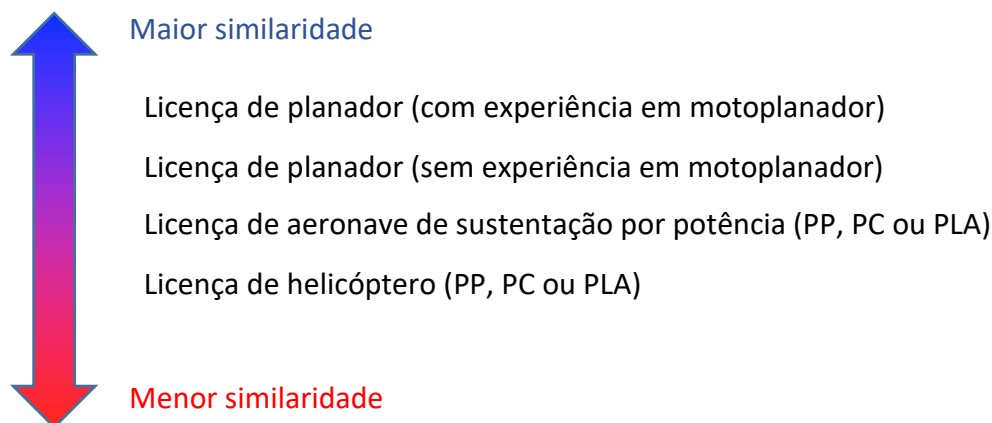 Maior similaridade
Licença de planador (com experiência em motoplanador)
Licença de planador (sem experiência em motoplanador)
Licença de aeronave de sustentação por potência (PP, PC ou PLA)
Licença de helicóptero (PP, PC ou PLA)
Menor similaridade